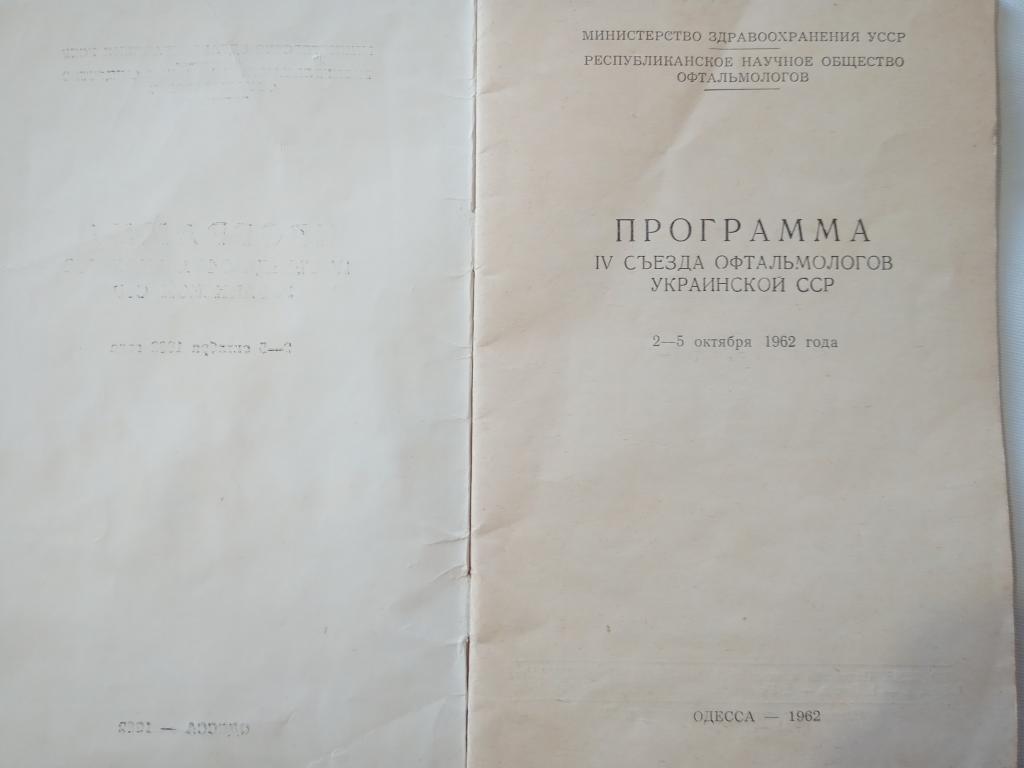 МИНИСТЕРСТВО ЗДРАВООХРАНЕНИЯ УССР
РЕСПУБЛИКАНСКОЕ НАУЧНОЕ ОБЩЕСТВО
ОФТАЛЬМОЛОГОВ
ПРОГРАММА
IV СЪЕЗДА ОФТАЛЬМОЛОГОВ
УКРАИНСКОЙ ССР
2—5 октября 1962 года
ОДЕССА — 1962